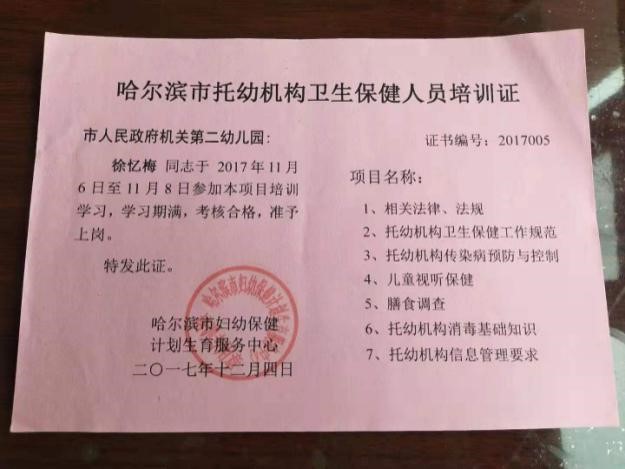 哈尔滨市托幼机构卫生保健人员培训证
市人民政府机关第二幼儿园：
徐忆梅 同志于 2017 年 11 月
6 日至 11 月 8 日参加本项目培训
学习，学习期满，考核合格，准予
上岗。
特发此证。
哈尔滨市妇幼保健
计划生育服务中心
二〇一七年十二月四日
证书编号：2017005
项目名称：
1、相关法律、法规
2、托幼机构卫生保健工作规范
3、托幼机构传染病预防与控制
4、儿童视听保健
5、膳食调查
6、托幼机构消毒基础知识
7、托幼机构信息管理要求
哈尔滨市妇幼保健计划生育服务中心